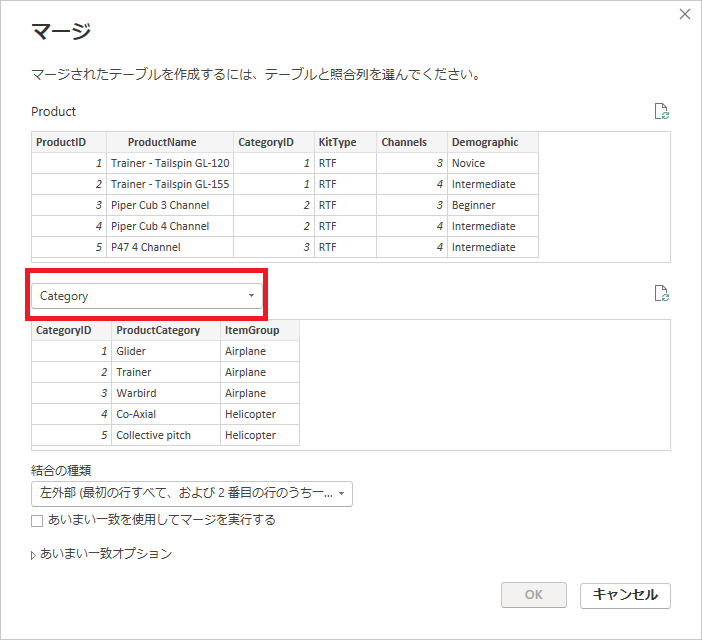 マージ
マージされたテーブルを作成するには、テーブルと照合列を選んでください。
Product
ProductID ProductName CategoryID KitType Channels Demographic
1 Trainer - Tailspin GL-120 1 RTF 3 Novice
2 Trainer - Tailspin GL-155 1 RTF 4 Intermediate
3 Piper Cub 3 Channel 2 RTF 3 Beginner
4 Piper Cub 4 Channel 2 RTF 4 Intermediate
5 P47 4 Channel 3 RTF 4 Intermediate
Category
CategoryID ProductCategory ItemGroup
1 Glider Airplane
2 Trainer Airplane
3 Warbird Airplane
4 Co-Axial Helicopter
5 Collective pitch Helicopter
結合の種類
左外部 (最初の行すべて、および 2 番目の行のうち一...
あいまい一致を使用してマージを実行する
あいまい一致オプション
OK キャンセル